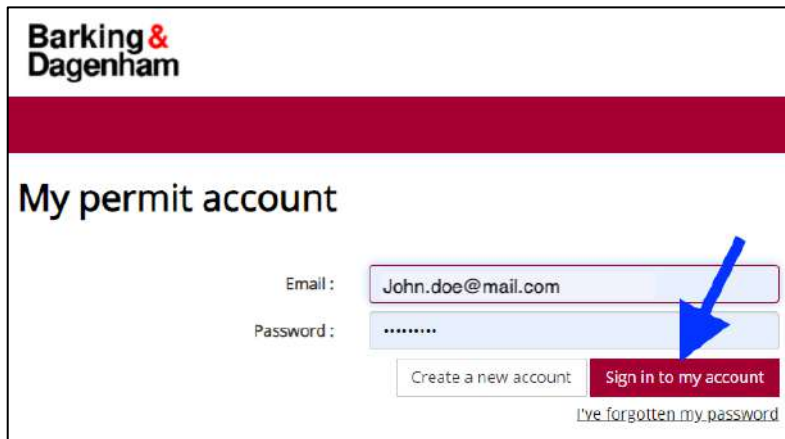 Barking&
Dagenham
My permit account
Email :
John.doe@mail.com
Password :
•••••••••
Create a new account
Sign in to my account
I've forgotten my password